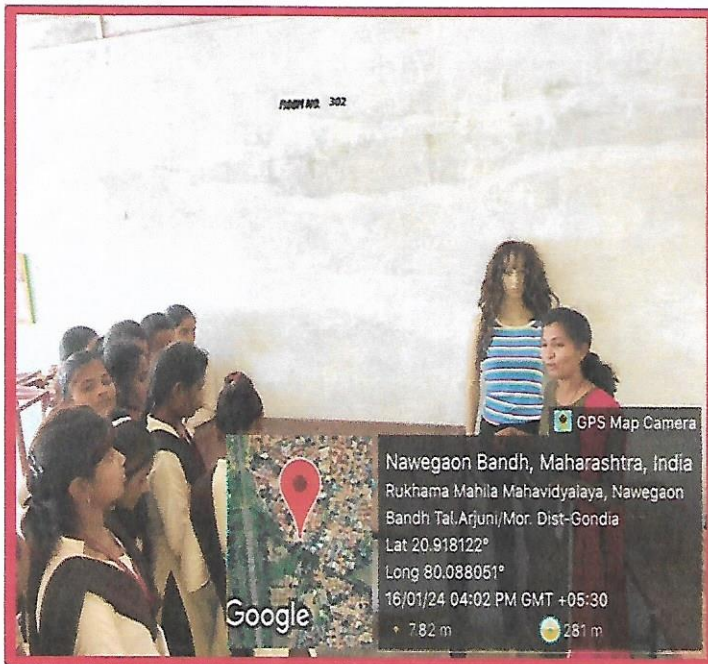 ROOM NO. 302
GPS Map Camera
Nawegaon Bandh, Maharashtra, India
Rukhama Mahila Mahavidyalaya, Nawegaon
Bandh Tal.Arjuni/Mor. Dist-Gondia
Lat 20.918122°
Long 80.088051°
16/01/24 04:02 PM GMT +05:30
7.82 m 281 m
Google